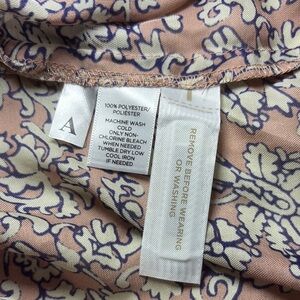 A
100% POLYESTER/
POLIÉSTER
MACHINE WASH
COLD
ONLY NON-
CHLORINE BLEACH
WHEN NEEDED
TUMBLE DRY LOW
COOL IRON
IF NEEDED
REMOVE BEFORE WEARING
OR WASHING